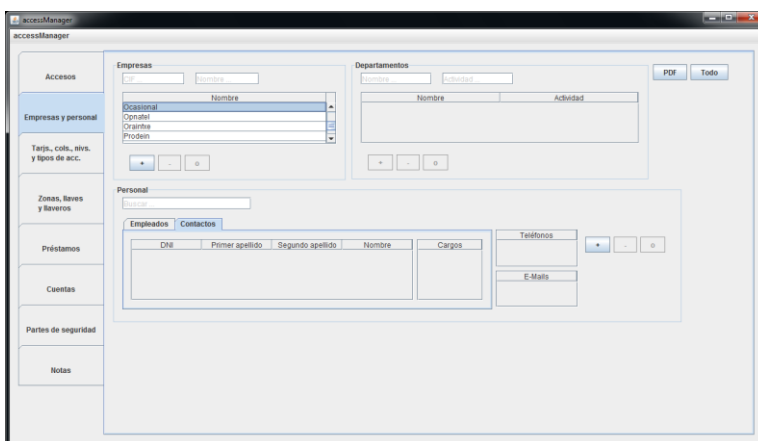 accessManager
accessManager
Accesos
Empresas y personal
Tarjs., cols., nivs.
y tipos de acc.
Zonas, llaves
y llaveros
Préstamos
Cuentas
Partes de seguridad
Notas
Empresas
CIF... Nombre...
Nombre
Ocasional
Opnatel
Orainfre
Prodein
+ - o
Departamentos
Nombre... Actividad...
Nombre Actividad
+ - o
PDF Todo
Personal
Buscar...
Empleados Contactos
DNI Primer apellido Segundo apellido Nombre Cargos
Teléfonos
E-Mails
+ - o